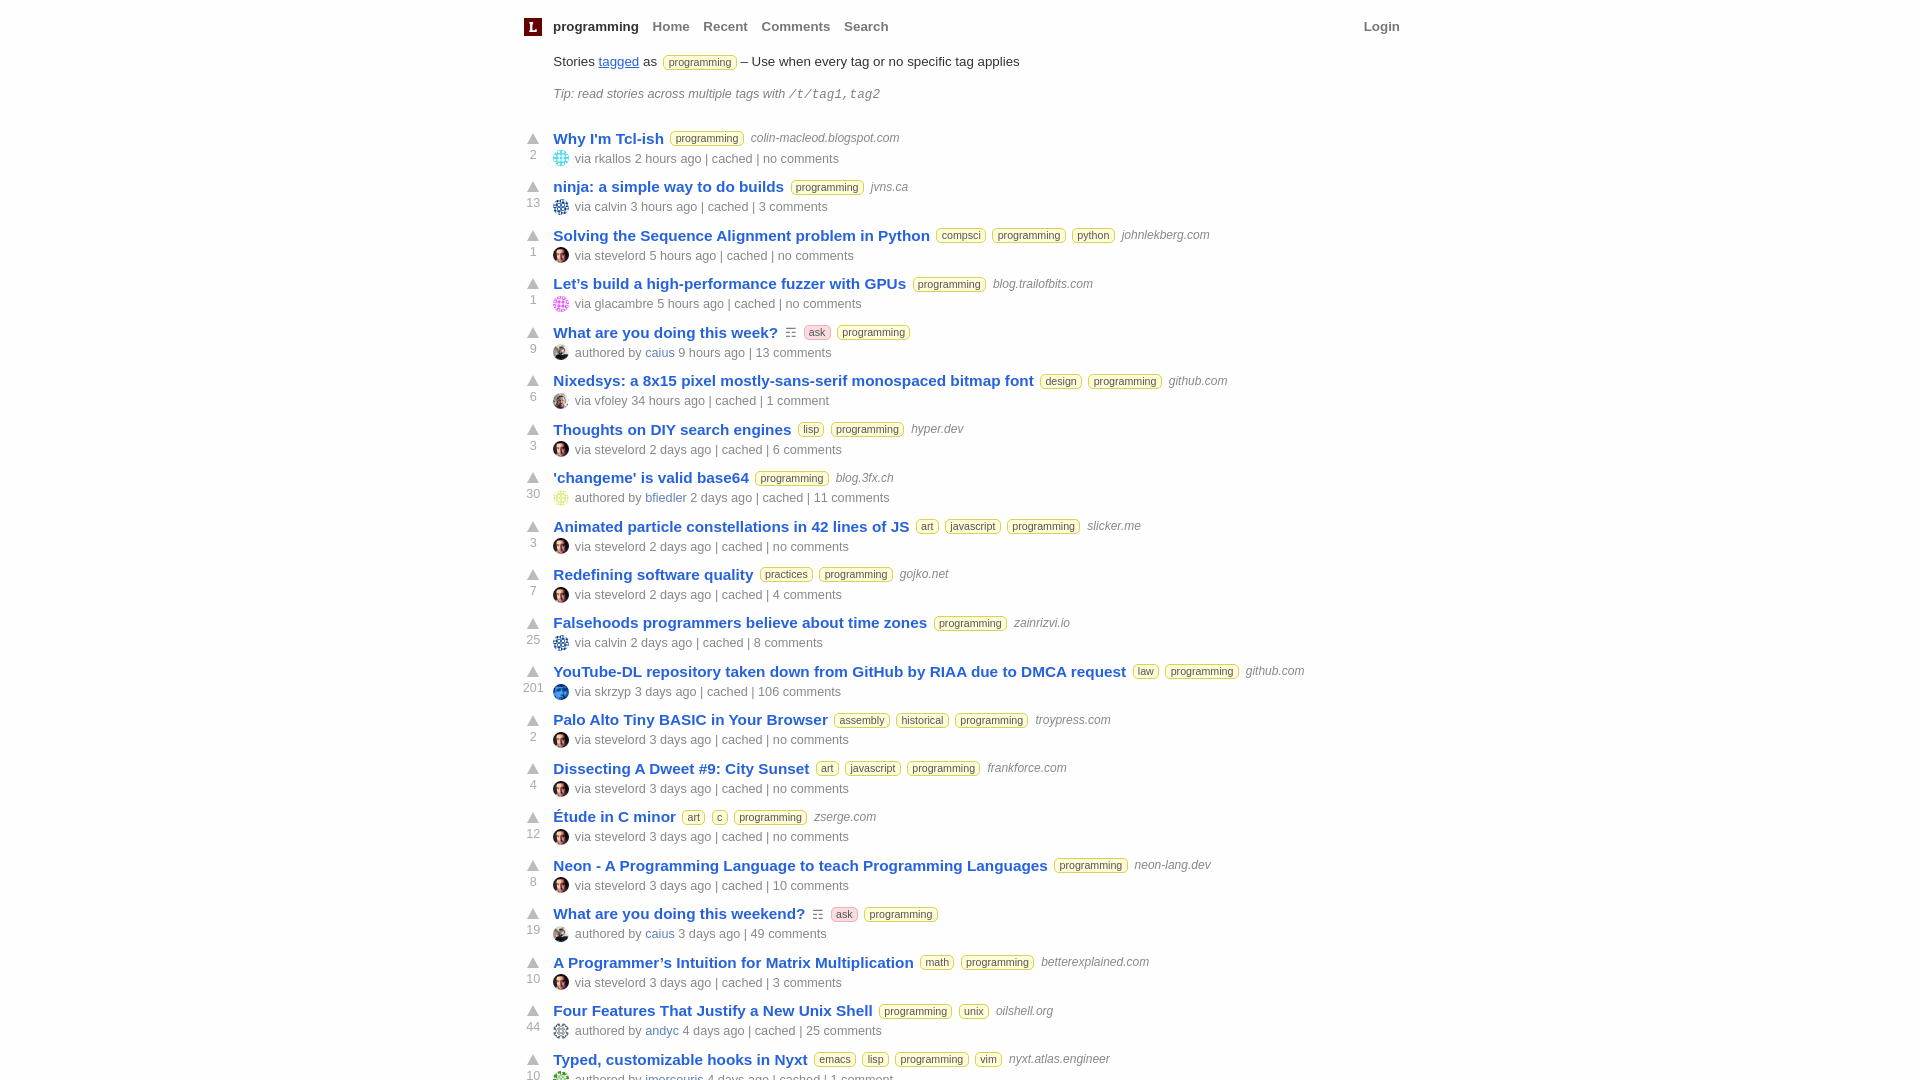 L programming Home Recent Comments Search Login
Stories tagged as programming – Use when every tag or no specific tag applies
Tip: read stories across multiple tags with /t/tag1,tag2
Why I'm Tcl-ish programming colin-macleod.blogspot.com
2 via rkallos 2 hours ago | cached | no comments
ninja: a simple way to do builds programming jvns.ca
13 via calvin 3 hours ago | cached | 3 comments
Solving the Sequence Alignment problem in Python compsci programming python johnlekberg.com
1 via stevelord 5 hours ago | cached | no comments
Let’s build a high-performance fuzzer with GPUs programming blog.trailofbits.com
1 via glacambre 5 hours ago | cached | no comments
What are you doing this week? ☶ ask programming
9 authored by caius 9 hours ago | 13 comments
Nixedsys: a 8x15 pixel mostly-sans-serif monospaced bitmap font design programming github.com
6 via vfoley 34 hours ago | cached | 1 comment
Thoughts on DIY search engines lisp programming hyper.dev
3 via stevelord 2 days ago | cached | 6 comments
'changeme' is valid base64 programming blog.3fx.ch
30 authored by bfiedler 2 days ago | cached | 11 comments
Animated particle constellations in 42 lines of JS art javascript programming slicker.me
3 via stevelord 2 days ago | cached | no comments
Redefining software quality practices programming gojko.net
7 via stevelord 2 days ago | cached | 4 comments
Falsehoods programmers believe about time zones programming zainrizvi.io
25 via calvin 2 days ago | cached | 8 comments
YouTube-DL repository taken down from GitHub by RIAA due to DMCA request law programming github.com
201 via skrzyp 3 days ago | cached | 106 comments
Palo Alto Tiny BASIC in Your Browser assembly historical programming troypress.com
2 via stevelord 3 days ago | cached | no comments
Dissecting A Dweet #9: City Sunset art javascript programming frankforce.com
4 via stevelord 3 days ago | cached | no comments
Étude in C minor art c programming zserge.com
12 via stevelord 3 days ago | cached | no comments
Neon - A Programming Language to teach Programming Languages programming neon-lang.dev
8 via stevelord 3 days ago | cached | 10 comments
What are you doing this weekend? ☶ ask programming
19 authored by caius 3 days ago | 49 comments
A Programmer’s Intuition for Matrix Multiplication math programming betterexplained.com
10 via stevelord 3 days ago | cached | 3 comments
Four Features That Justify a New Unix Shell programming unix oilshell.org
44 authored by andyc 4 days ago | cached | 25 comments
Typed, customizable hooks in Nyxt emacs lisp programming vim nyxt.atlas.engineer
10 authored by jmercouris 4 days ago | cached | 1 comment